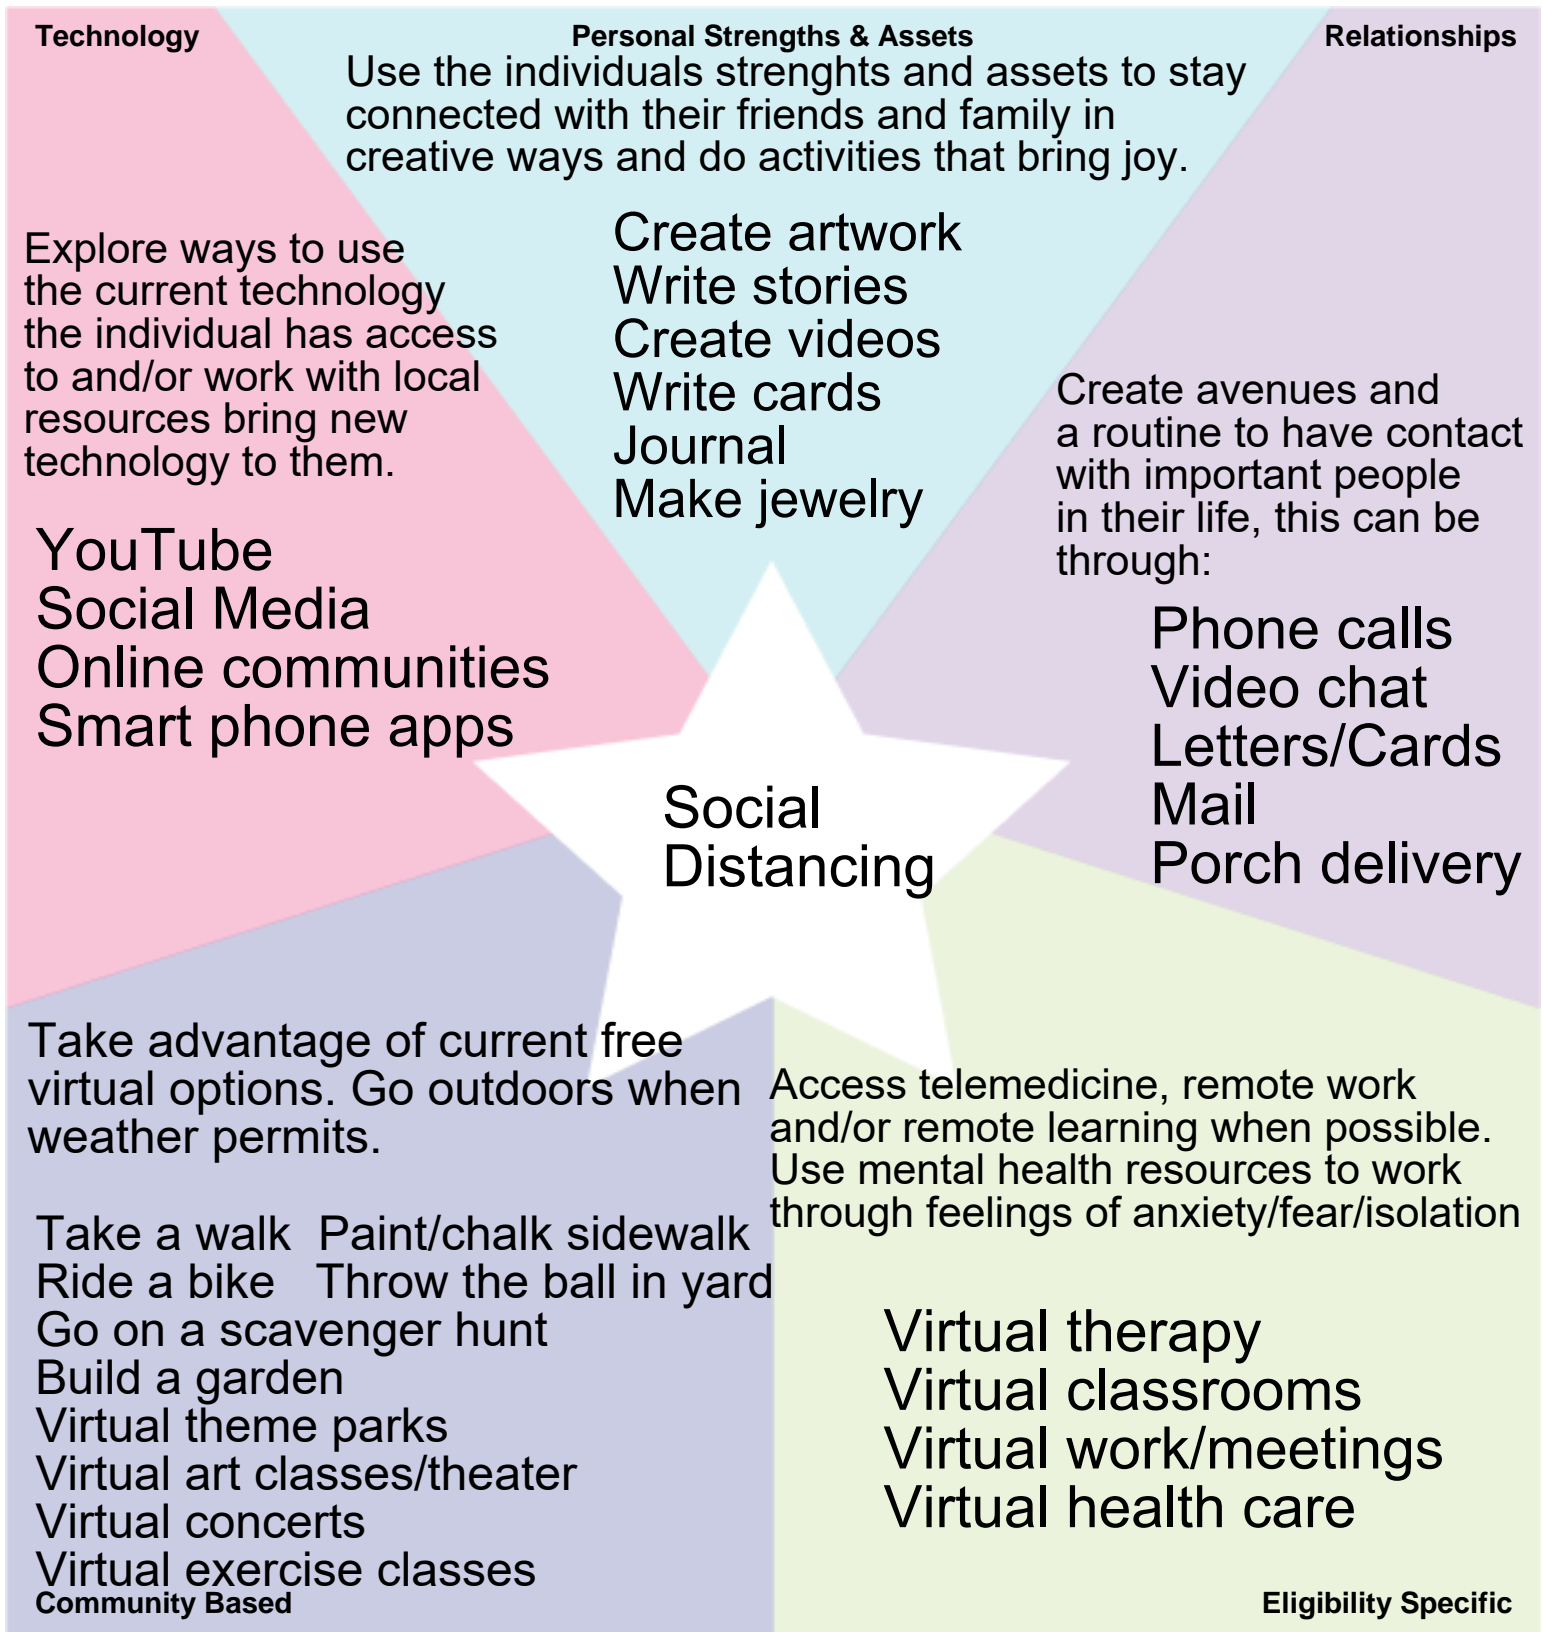 Technology
Personal Strengths & Assets
Relationships
Use the individuals strenghts and assets to stay
connected with their friends and family in
creative ways and do activities that bring joy.
Create artwork
Write stories
Create videos
Write cards
Journal
Make jewelry
Explore ways to use
the current technology
the individual has access
to and/or work with local
resources bring new
technology to them.
YouTube
Social Media
Online communities
Smart phone apps
Create avenues and
a routine to have contact
with important people
in their life, this can be
through:
Phone calls
Video chat
Letters/Cards
Mail
Porch delivery
Social
Distancing
Take advantage of current free
virtual options. Go outdoors when
weather permits.
Take a walk Paint/chalk sidewalk
Ride a bike Throw the ball in yard
Go on a scavenger hunt
Build a garden
Virtual theme parks
Virtual art classes/theater
Virtual concerts
Virtual exercise classes
Community Based
Access telemedicine, remote work
and/or remote learning when possible.
Use mental health resources to work
through feelings of anxiety/fear/isolation
Virtual therapy
Virtual classrooms
Virtual work/meetings
Virtual health care
Eligibility Specific